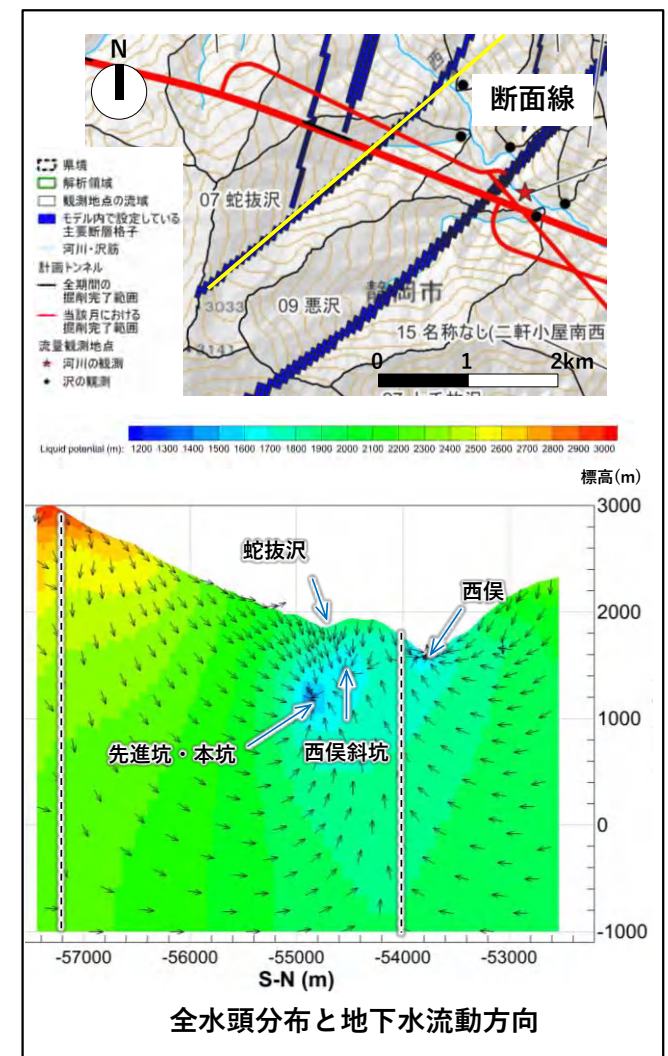 N
断面線
西
県境
解析領域
観測地点の流域
モデル内で設定している
主要断層格子
河川・沢筋
計画トンネル
全期間の
掘削完了範囲
当該月における
掘削完了範囲
流量観測地点
河川の観測
沢の観測
07 蛇抜沢
3033
09 悪沢
静岡市
15 名称なし(二軒小屋南西
0 1 2km
Liquid potential (m): 1200 1300 1400 1500 1600 1700 1800 1900 2000 2100 2200 2300 2400 2500 2600 2700 2800 2900 3000
標高(m)
3000
蛇抜沢
西俣
2000
1000
先進坑・本坑
西俣斜坑
0
-1000
-57000 -56000 -55000 -54000 -53000
S-N (m)
全水頭分布と地下水流動方向